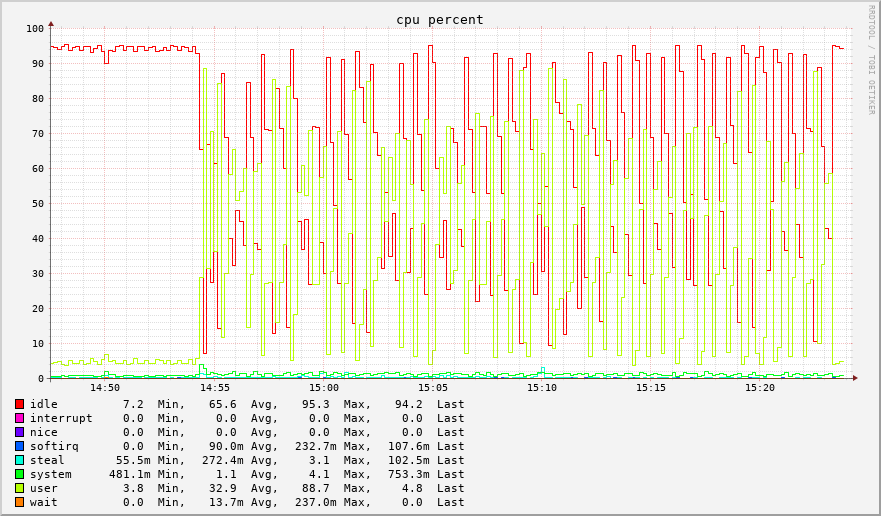 cpu percent
RRDTOOL / TOBI OETIKER
100
90
80
70
60
50
40
30
20
10
0
14:50 14:55 15:00 15:05 15:10 15:15 15:20
idle 7.2 Min, 65.6 Avg, 95.3 Max, 94.2 Last
interrupt 0.0 Min, 0.0 Avg, 0.0 Max, 0.0 Last
nice 0.0 Min, 0.0 Avg, 0.0 Max, 0.0 Last
softirq 0.0 Min, 90.0m Avg, 232.7m Max, 107.6m Last
steal 55.5m Min, 272.4m Avg, 3.1 Max, 102.5m Last
system 481.1m Min, 1.1 Avg, 4.1 Max, 753.3m Last
user 3.8 Min, 32.9 Avg, 88.7 Max, 4.8 Last
wait 0.0 Min, 13.7m Avg, 237.0m Max, 0.0 Last